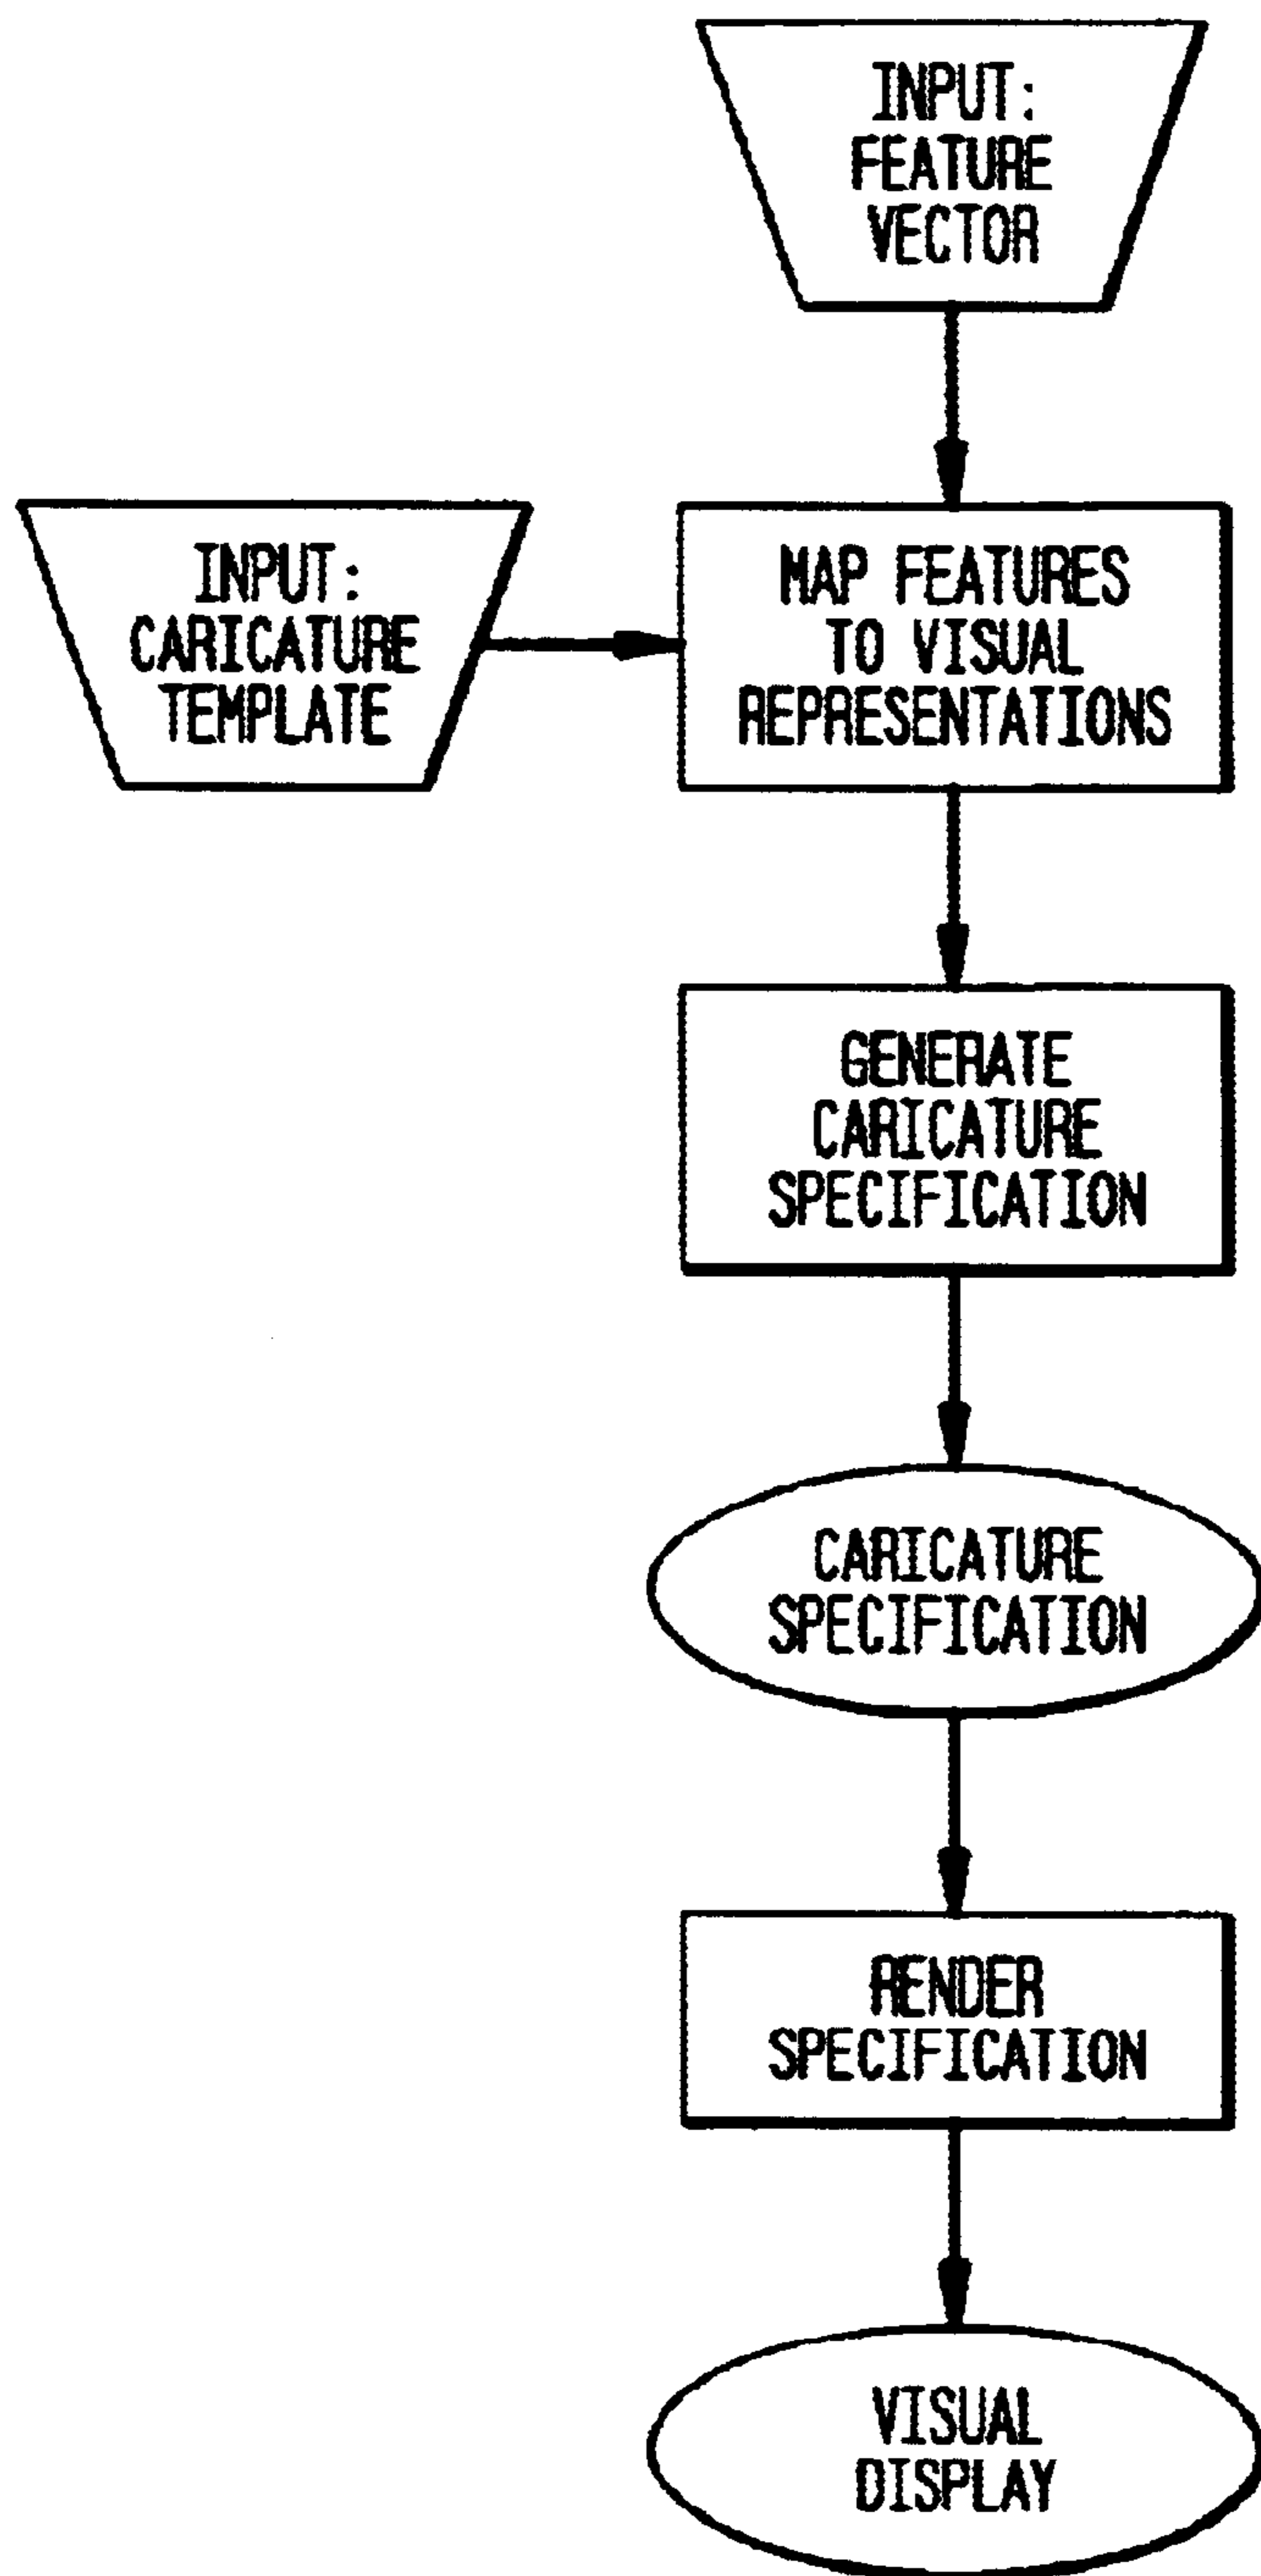 INPUT:
FEATURE
VECTOR
INPUT:
CARICATURE
TEMPLATE
MAP FEATURES
TO VISUAL
REPRESENTATIONS
GENERATE
CARICATURE
SPECIFICATION
CARICATURE
SPECIFICATION
RENDER
SPECIFICATION
VISUAL
DISPLAY